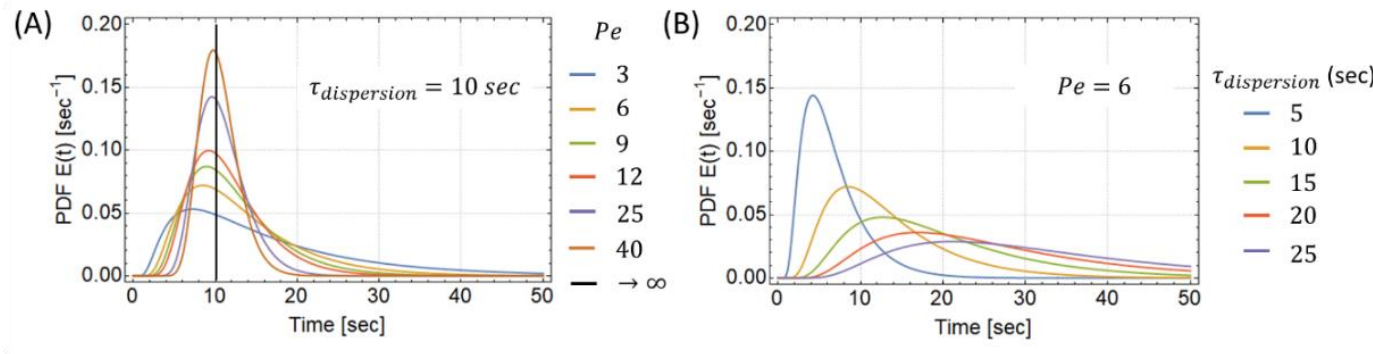 (A)
PDF E(t) [sec⁻¹]
0.20
0.15
0.10
0.05
0.00
τ_dispersion = 10 sec
0 10 20 30 40 50
Time [sec]
Pe
3
6
9
12
25
40
→ ∞
(B)
PDF E(t) [sec⁻¹]
0.20
0.15
0.10
0.05
0.00
Pe = 6
0 10 20 30 40 50
Time [sec]
τ_dispersion (sec)
5
10
15
20
25